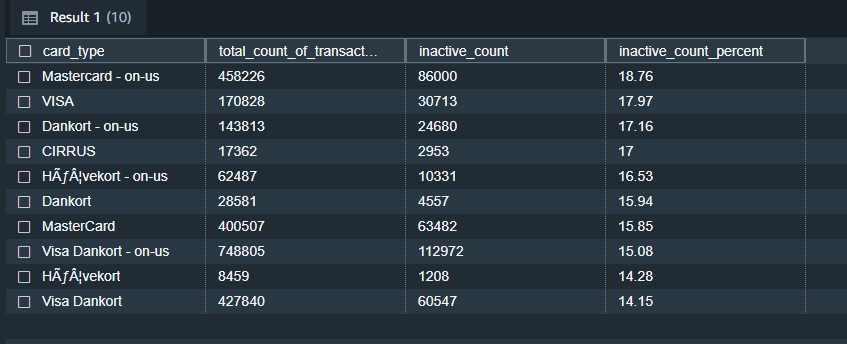 Result 1 (10)
card_type total_count_of_transact... inactive_count inactive_count_percent
Mastercard - on-us 458226 86000 18.76
VISA 170828 30713 17.97
Dankort - on-us 143813 24680 17.16
CIRRUS 17362 2953 17
HÃƒÂ¦vekort - on-us 62487 10331 16.53
Dankort 28581 4557 15.94
MasterCard 400507 63482 15.85
Visa Dankort - on-us 748805 112972 15.08
HÃƒÂ¦vekort 8459 1208 14.28
Visa Dankort 427840 60547 14.15